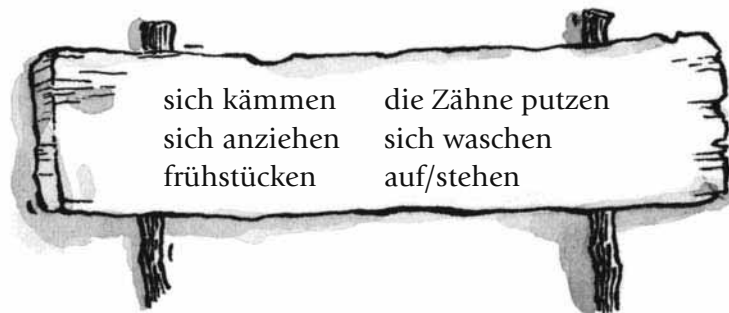 sich kämmen die Zähne putzen
sich anziehen sich waschen
frühstücken auf/stehen